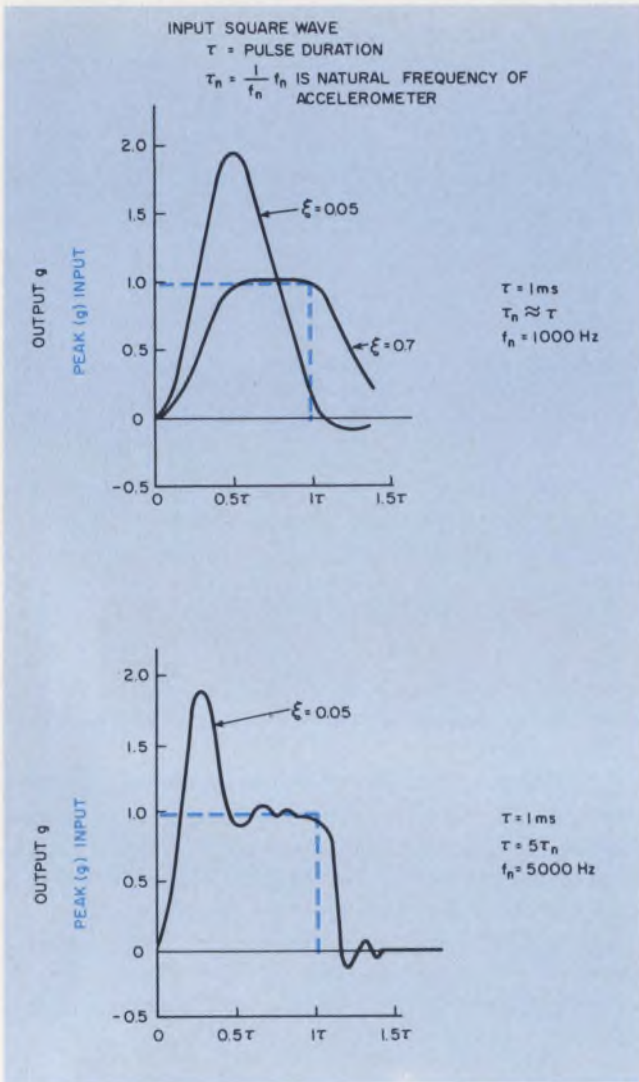 INPUT SQUARE WAVE
τ = PULSE DURATION
τn = 1/fn fn IS NATURAL FREQUENCY OF
ACCELEROMETER
OUTPUT g
PEAK (g) INPUT
2.0
1.5
1.0
0.5
0
-0.5
0
0.5τ
1τ
1.5τ
ξ=0.05
ξ=0.7
τ = 1ms
τn ≈ τ
fn = 1000 Hz
OUTPUT g
PEAK (g) INPUT
2.0
1.5
1.0
0.5
0
-0.5
0
0.5τ
1τ
1.5τ
ξ=0.05
τ = 1ms
τ = 5τn
fn = 5000 Hz